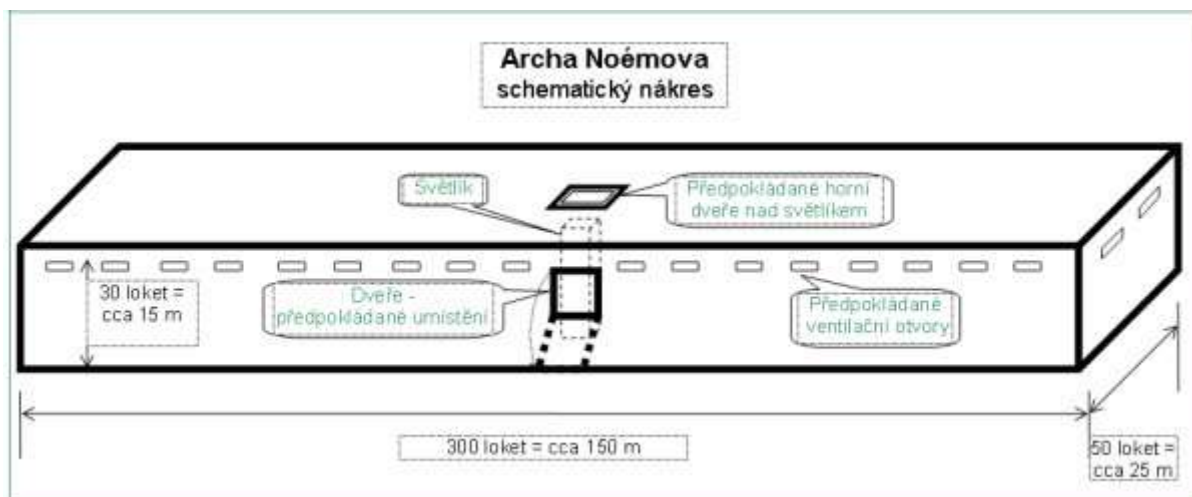 Archa Noémova
schematický nákres
Světlík
Předpokládané horní
dveře nad světlíkem
30 loket =
cca 15 m
Dveře -
předpokládané umístění
Předpokládané
ventilační otvory
300 loket = cca 150 m
50 loket =
cca 25 m